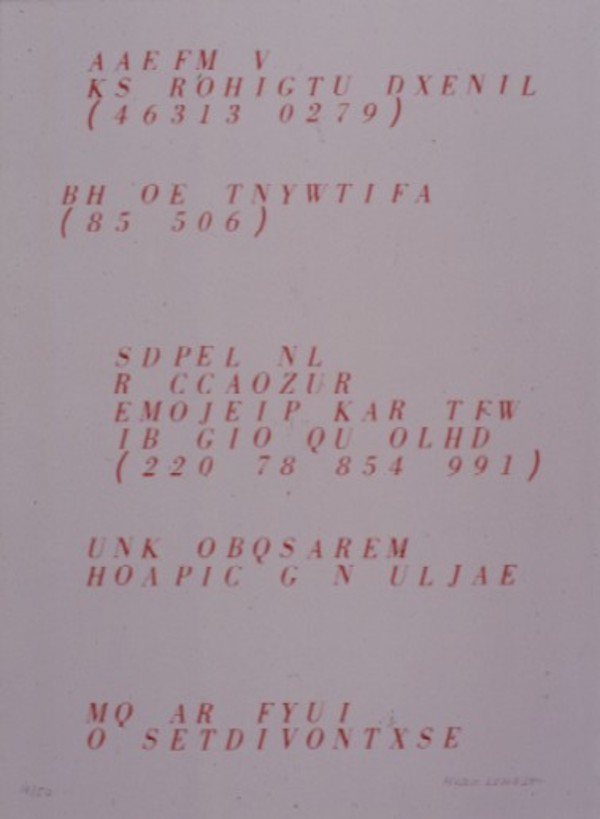 AAEFM V
KS ROHIGTU DXENIL
(46313 0279)
BH OE TNYWTIFA
(85 506)
SDPEL NL
R CCAOZUR
EMOJEIP KAR TFW
IB GIO QU OLHD
(220 78 854 991)
UNK OBQSAREM
HOAPIC G N ULJAE
MQ AR FYUI
O SETDIVONTXSE